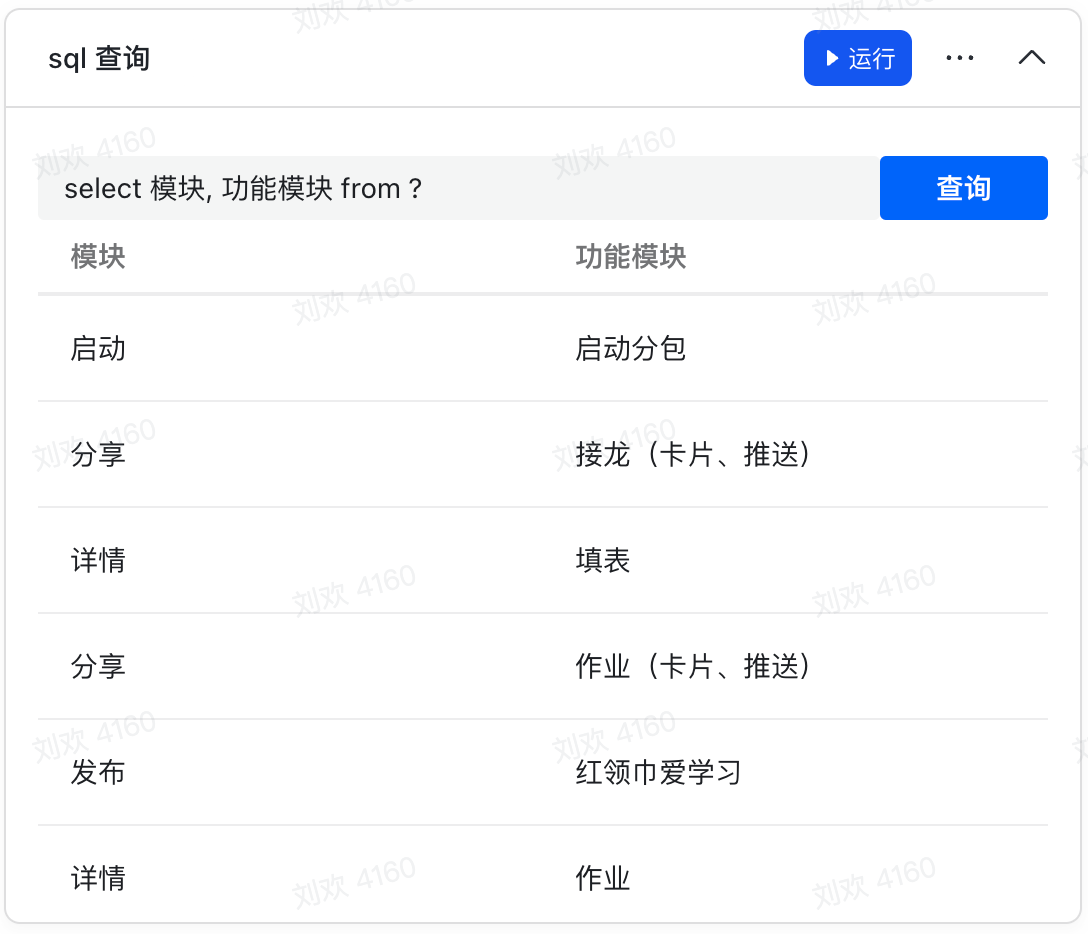 sql 查询
运行
select 模块, 功能模块 from ?
查询
模块 功能模块
启动 启动分包
分享 接龙（卡片、推送）
详情 填表
分享 作业（卡片、推送）
发布 红领巾爱学习
详情 作业
刘欢 4160